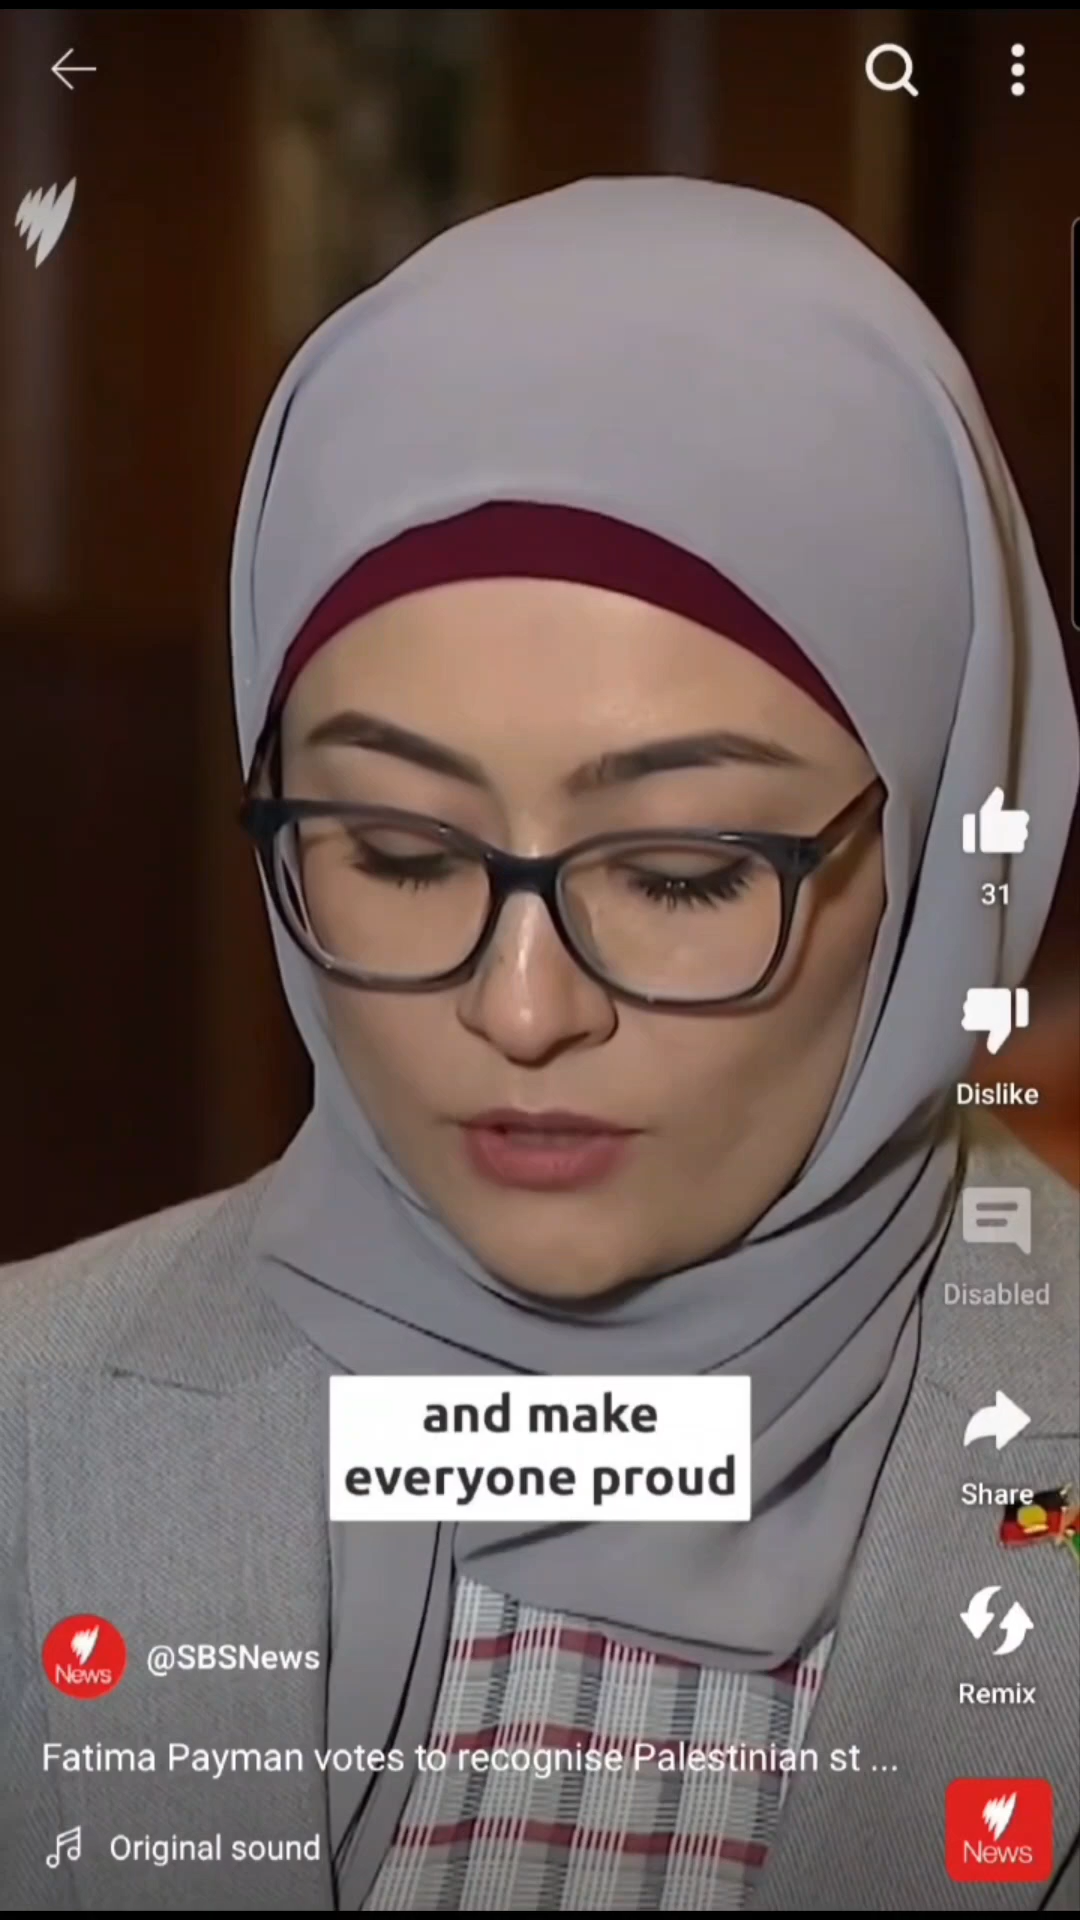 31
Dislike
Disabled
and make
everyone proud
Share
News
@SBSNews
Remix
Fatima Payman votes to recognise Palestinian st ...
Original sound
News